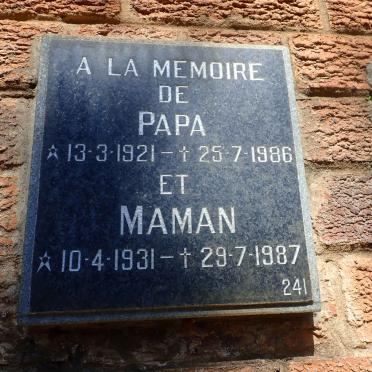 A LA MEMOIRE
DE
PAPA
☆ 13-3-1921 - † 25-7-1986
ET
MAMAN
☆ 10-4-1931 - † 29-7-1987
241